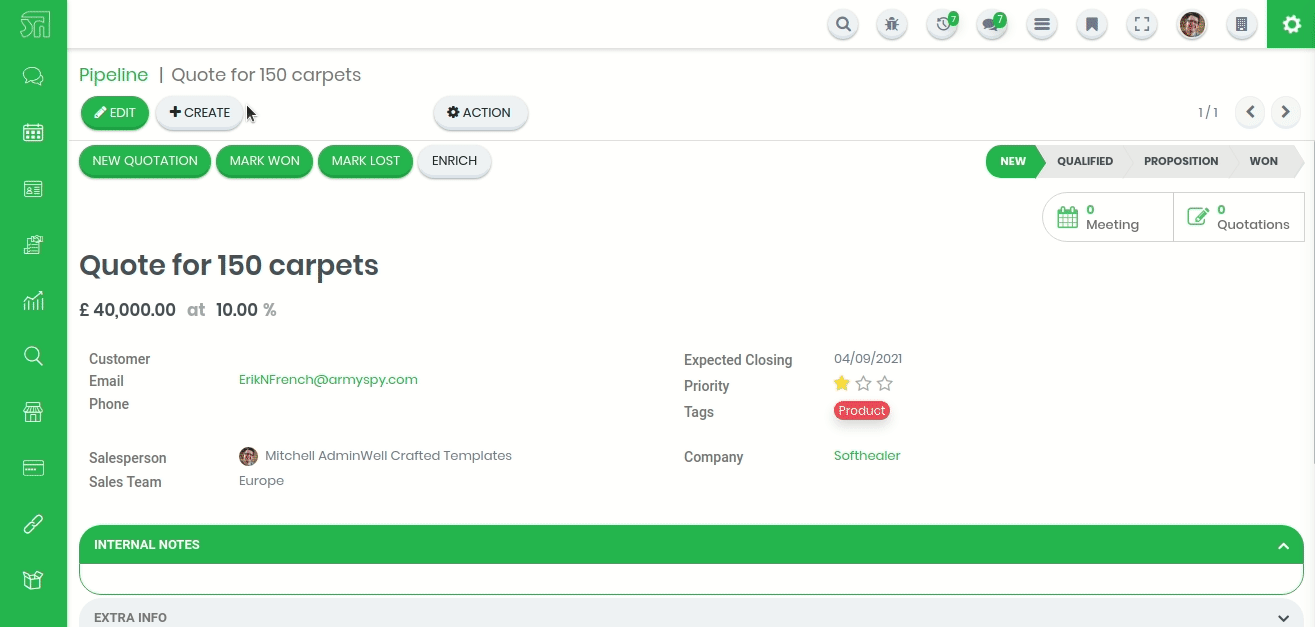 7 7
Pipeline | Quote for 150 carpets
EDIT CREATE ACTION 1 / 1
NEW QUOTATION MARK WON MARK LOST ENRICH NEW QUALIFIED PROPOSITION WON
0 Meeting 0 Quotations
Quote for 150 carpets
£ 40,000.00 at 10.00 %
Customer
Email ErikNFrench@armyspy.com
Phone
Expected Closing 04/09/2021
Priority
Tags Product
Salesperson Mitchell AdminWell Crafted Templates
Sales Team Europe
Company Softhealer
INTERNAL NOTES
EXTRA INFO